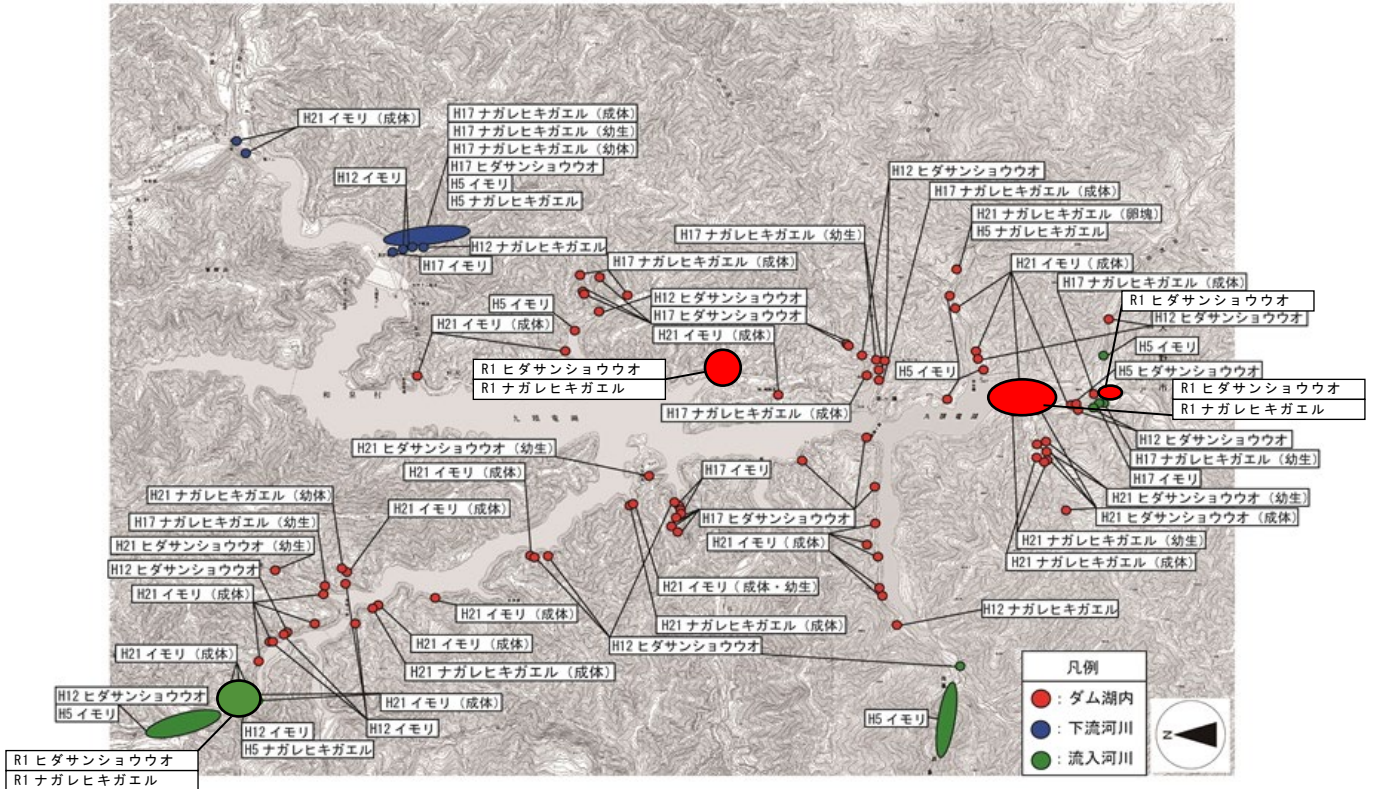 H21 イモリ（成体）
H17 ナガレヒキガエル（成体）
H17 ナガレヒキガエル（幼生）
H17 ナガレヒキガエル（幼体）
H17 ヒダサンショウウオ
H5 イモリ
H5 ナガレヒキガエル
H12 イモリ
H12 ナガレヒキガエル
H17 イモリ
H17 ナガレヒキガエル（成体）
H12 ヒダサンショウウオ
H17 ナガレヒキガエル（成体）
H21 ナガレヒキガエル（卵塊）
H5 ナガレヒキガエル
H17 ナガレヒキガエル（幼生）
H21 イモリ（成体）
H17 ナガレヒキガエル（成体）
R1 ヒダサンショウウオ
H12 ヒダサンショウウオ
H5 イモリ
H5 ヒダサンショウウオ
R1 ヒダサンショウウオ
R1 ナガレヒキガエル
H5 イモリ
H21 イモリ（成体）
H12 ヒダサンショウウオ
H17 ヒダサンショウウオ
H21 イモリ（成体）
R1 ヒダサンショウウオ
R1 ナガレヒキガエル
H5 イモリ
H17 ナガレヒキガエル（成体）
和泉村
九頭竜湖
九頭竜湖
H12 ヒダサンショウウオ
H17 ナガレヒキガエル（幼生）
H17 イモリ
H21 ヒダサンショウウオ（幼生）
H21 ヒダサンショウウオ（成体）
H21 ナガレヒキガエル（幼生）
H21 ナガレヒキガエル（成体）
H21 ヒダサンショウウオ（幼生）
H21 イモリ（成体）
H17 イモリ
H17 ヒダサンショウウオ
H21 イモリ（成体）
H21 ナガレヒキガエル（幼体）
H21 イモリ（成体）
H17 ナガレヒキガエル（幼生）
H21 ヒダサンショウウオ（幼生）
H12 ヒダサンショウウオ
H21 イモリ（成体）
H21 イモリ（成体・幼生）
H21 イモリ（成体）
H21 ナガレヒキガエル（成体）
H12 ナガレヒキガエル
H21 イモリ（成体）
H12 ヒダサンショウウオ
H21 イモリ（成体）
H21 ナガレヒキガエル（成体）
H12 ヒダサンショウウオ
H5 イモリ
H21 イモリ（成体）
H12 イモリ
H12 イモリ
H5 ナガレヒキガエル
R1 ヒダサンショウウオ
R1 ナガレヒキガエル
H5 イモリ
凡例
：ダム湖内
：下流河川
：流入河川
N